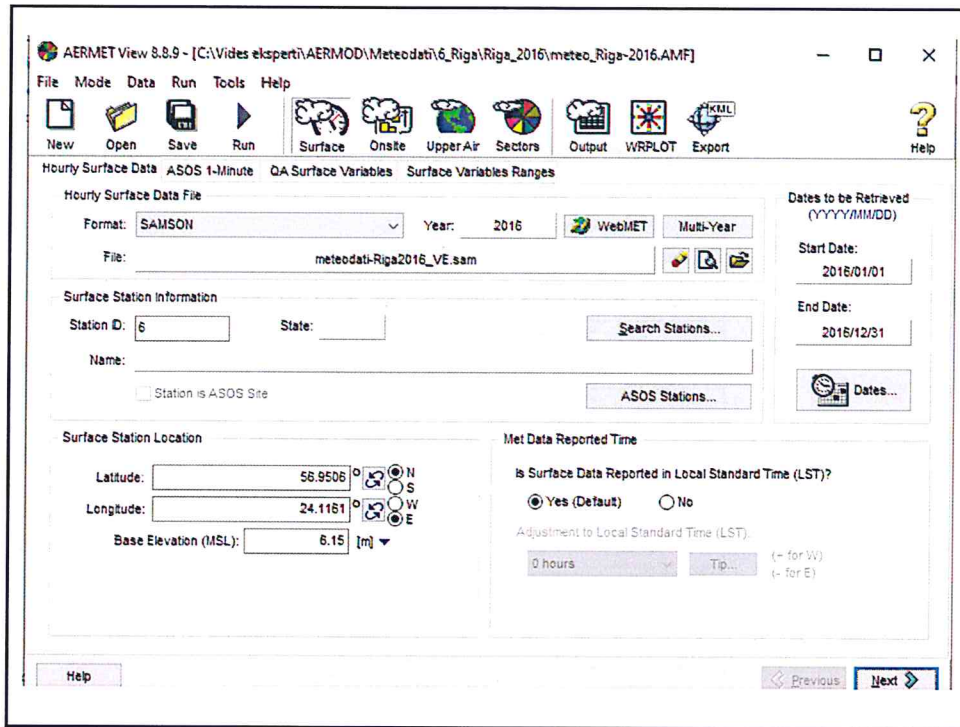 AERMET View 8.8.9 - [C:\Vides eksperti\AERMOD\Meteodati\6_Riga\Riga_2016\meteo_Riga-2016.AMF]
File Mode Data Run Tools Help
KML
New Open Save Run Surface Onsite Upper Air Sectors Output WRPLOT Export Help
Hourly Surface Data ASOS 1-Minute QA Surface Variables Surface Variables Ranges
Hourly Surface Data File
Format: SAMSON Year: 2016 WebMET Multi-Year
File: meteodati-Riga2016_VE.sam
Dates to be Retrieved
(YYYY/MM/DD)
Start Date:
2016/01/01
End Date:
2016/12/31
Dates...
Surface Station Information
Station ID: 6 State: Search Stations...
Name:
Station is ASOS Site ASOS Stations...
Surface Station Location
Latitude: 56.9506 ° N
S
Longitude: 24.1161 ° W
E
Base Elevation (MSL): 6.15 [m]
Met Data Reported Time
Is Surface Data Reported in Local Standard Time (LST)?
Yes (Default) No
Adjustment to Local Standard Time (LST):
0 hours Tip...
(+ for W)
(- for E)
Help Previous Next